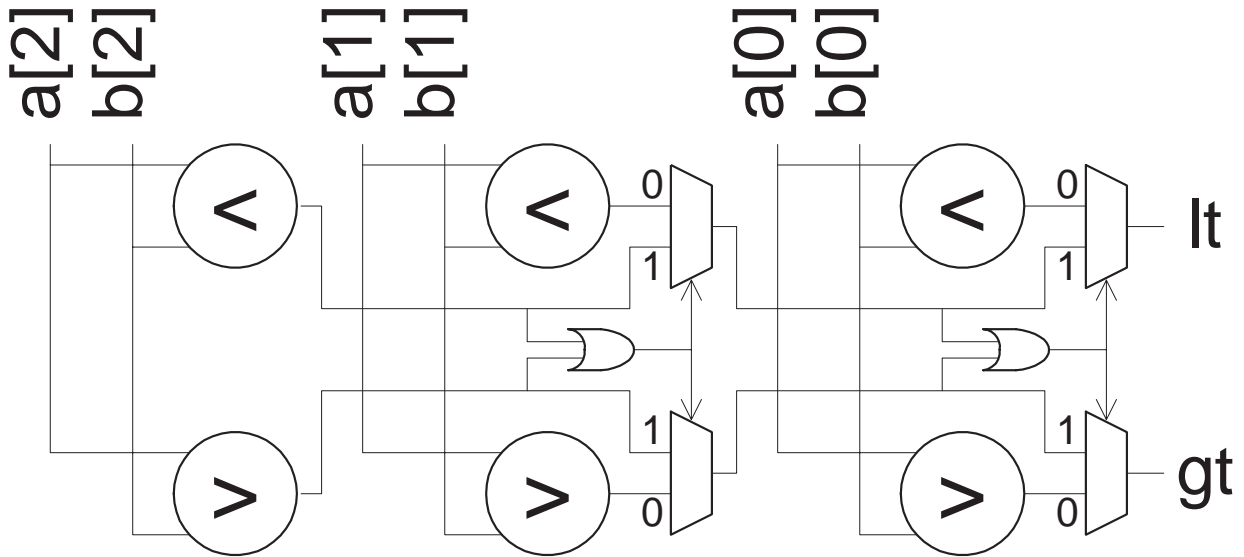 a[2]
b[2]
a[1]
b[1]
a[0]
b[0]
<
<
0
1
<
0
1
lt
>
>
1
0
>
1
0
gt